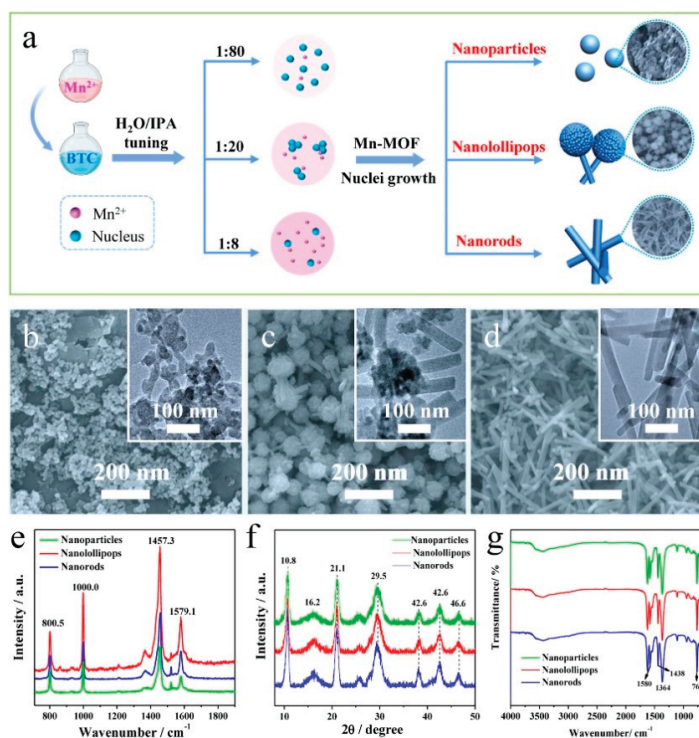 a
Mn²⁺
BTC
H₂O/IPA
tuning
Mn²⁺
Nucleus
1:80
1:20
1:8
Mn-MOF
Nuclei growth
Nanoparticles
Nanolollipops
Nanorods
b
100 nm
200 nm
c
100 nm
200 nm
d
100 nm
200 nm
e
Nanoparticles
Nanolollipops
Nanorods
800.5
1000.0
1457.3
1579.1
Intensity / a.u.
800 1000 1200 1400 1600 1800
Wavenumber / cm⁻¹
f
Nanoparticles
Nanolollipops
Nanorods
10.8
16.2
21.1
29.5
42.6
42.6
46.6
Intensity / a.u.
10 20 30 40 50
2θ / degree
g
Transmittance/ %
Nanoparticles
Nanolollipops
Nanorods
1580
1364
1438
76
4000 3500 3000 2500 2000 1500 1000
Wavenumber/ cm⁻¹